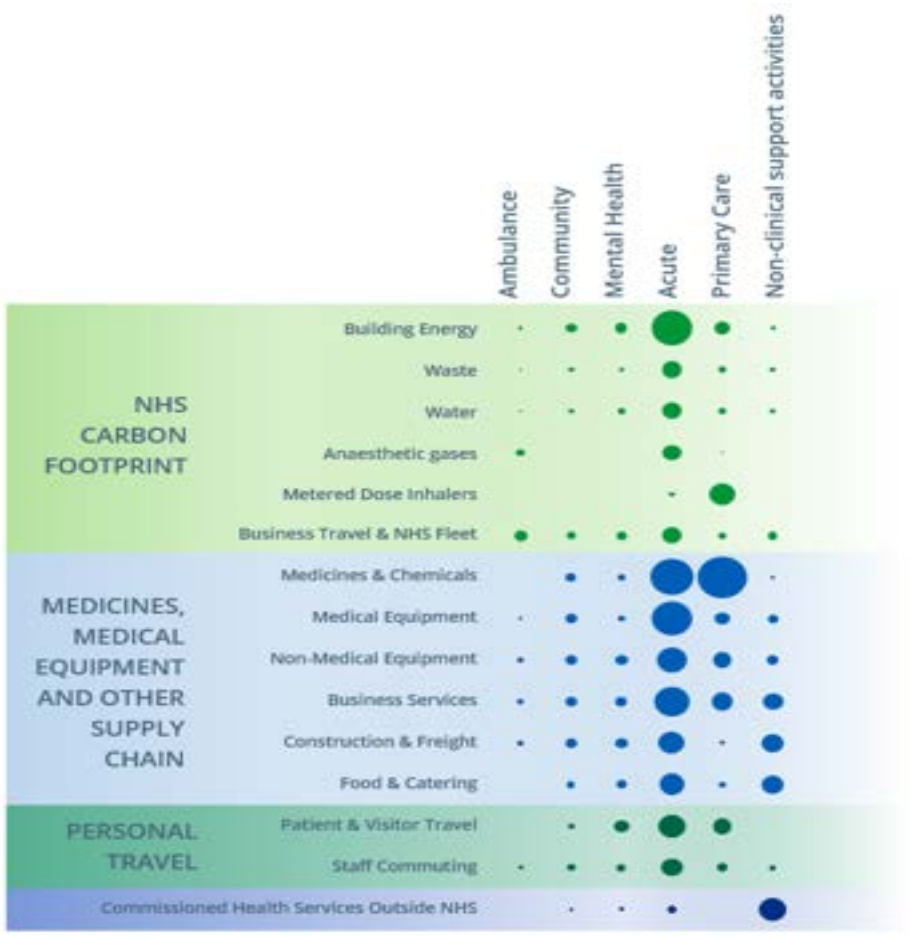 Ambulance
Community
Mental Health
Acute
Primary Care
Non-clinical support activities
NHS
CARBON
FOOTPRINT
Building Energy
Waste
Water
Anaesthetic gases
Metered Dose Inhalers
Business Travel & NHS Fleet
MEDICINES,
MEDICAL
EQUIPMENT
AND OTHER
SUPPLY
CHAIN
Medicines & Chemicals
Medical Equipment
Non-Medical Equipment
Business Services
Construction & Freight
Food & Catering
PERSONAL
TRAVEL
Patient & Visitor Travel
Staff Commuting
Commissioned Health Services Outside NHS